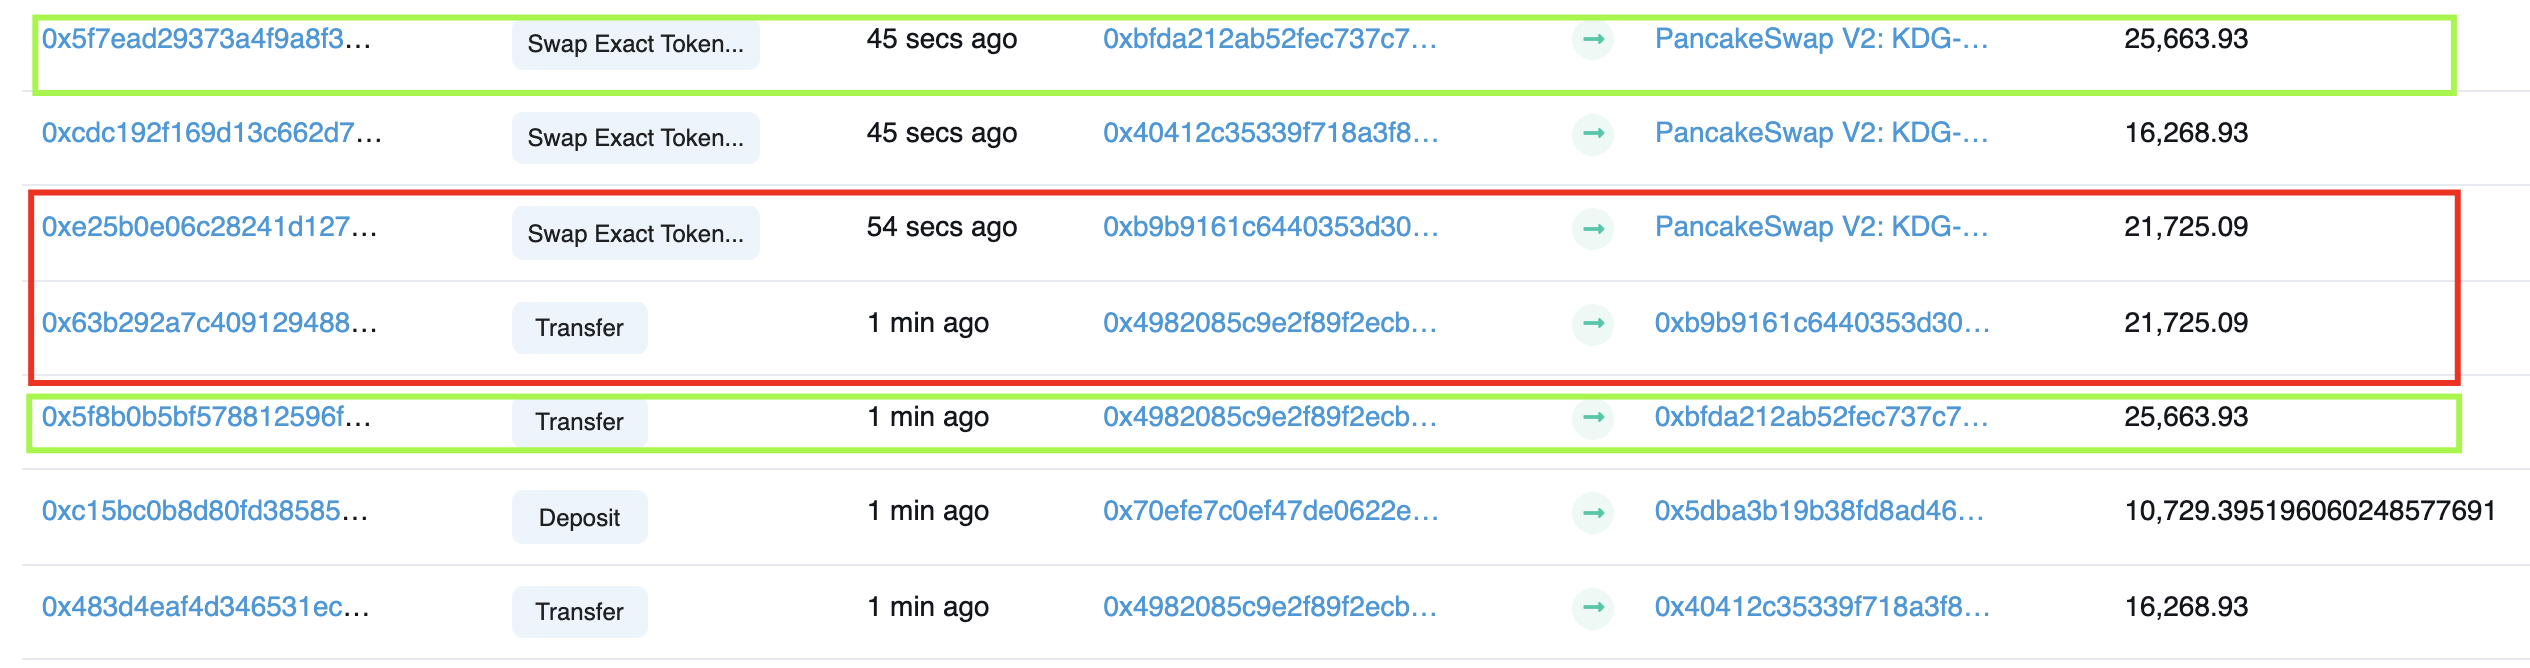 0x5f7ead29373a4f9a8f3... Swap Exact Token... 45 secs ago 0xbfda212ab52fec737c7... PancakeSwap V2: KDG-... 25,663.93
0xcdc192f169d13c662d7... Swap Exact Token... 45 secs ago 0x40412c35339f718a3f8... PancakeSwap V2: KDG-... 16,268.93
0xe25b0e06c28241d127... Swap Exact Token... 54 secs ago 0xb9b9161c6440353d30... PancakeSwap V2: KDG-... 21,725.09
0x63b292a7c409129488... Transfer 1 min ago 0x4982085c9e2f89f2ecb... 0xb9b9161c6440353d30... 21,725.09
0x5f8b0b5bf578812596f... Transfer 1 min ago 0x4982085c9e2f89f2ecb... 0xbfda212ab52fec737c7... 25,663.93
0xc15bc0b8d80fd38585... Deposit 1 min ago 0x70efe7c0ef47de0622e... 0x5dba3b19b38fd8ad46... 10,729.395196060248577691
0x483d4eaf4d346531ec... Transfer 1 min ago 0x4982085c9e2f89f2ecb... 0x40412c35339f718a3f8... 16,268.93